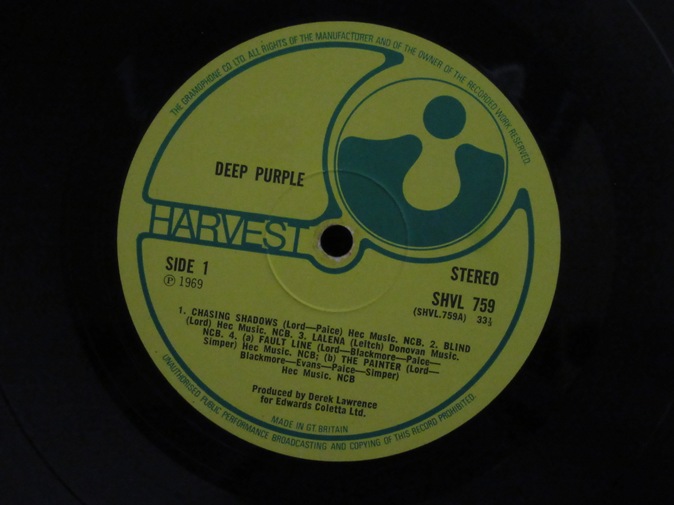 THE GRAMOPHONE CO LTD. ALL RIGHTS OF THE MANUFACTURER AND OF THE OWNER OF THE RECORDED WORK RESERVED.
DEEP PURPLE
HARVEST
SIDE 1
℗ 1969
STEREO
SHVL 759
(SHVL.759A) 33⅓
1. CHASING SHADOWS (Lord—Paice) Hec Music. NCB. 2. BLIND
(Lord) Hec Music. NCB. 3. LALENA (Leitch) Donovan Music.
NCB. 4. (a) FAULT LINE (Lord—Blackmore—Paice—
Simper) Hec Music. NCB; (b) THE PAINTER (Lord—
Blackmore—Evans—Paice—Simper)
Hec Music. NCB
Produced by Derek Lawrence
for Edwards Coletta Ltd.
MADE IN GT. BRITAIN
UNAUTHORISED PUBLIC PERFORMANCE BROADCASTING AND COPYING OF THIS RECORD PROHIBITED.